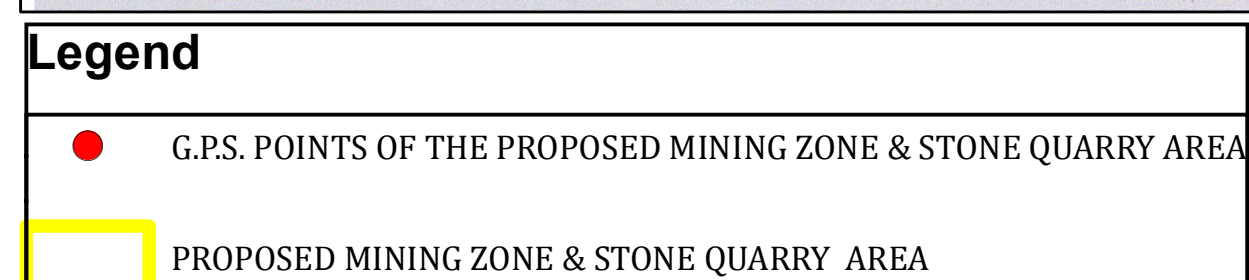 Legend
G.P.S. POINTS OF THE PROPOSED MINING ZONE & STONE QUARRY AREA
PROPOSED MINING ZONE & STONE QUARRY AREA